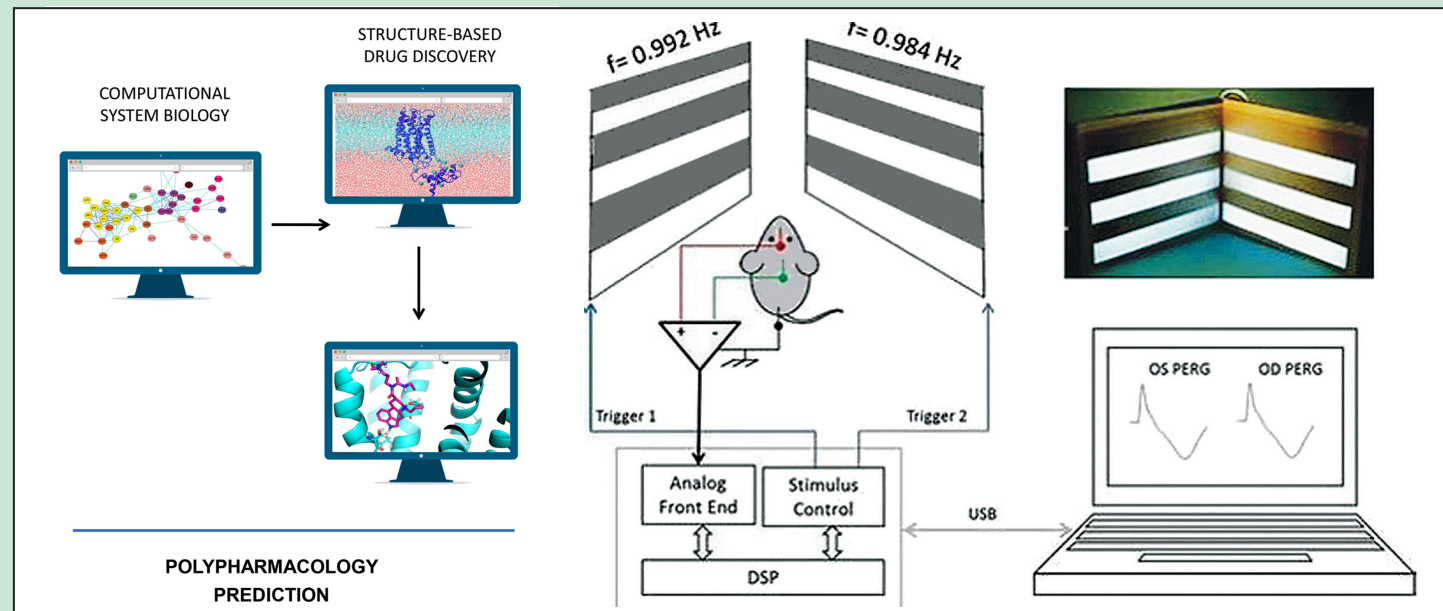 COMPUTATIONAL
SYSTEM BIOLOGY
STRUCTURE-BASED
DRUG DISCOVERY
POLYPHARMACOLOGY
PREDICTION
f= 0.992 Hz
f= 0.984 Hz
+ -
Trigger 1
Trigger 2
Analog
Front End
Stimulus
Control
DSP
USB
OS PERG
OD PERG